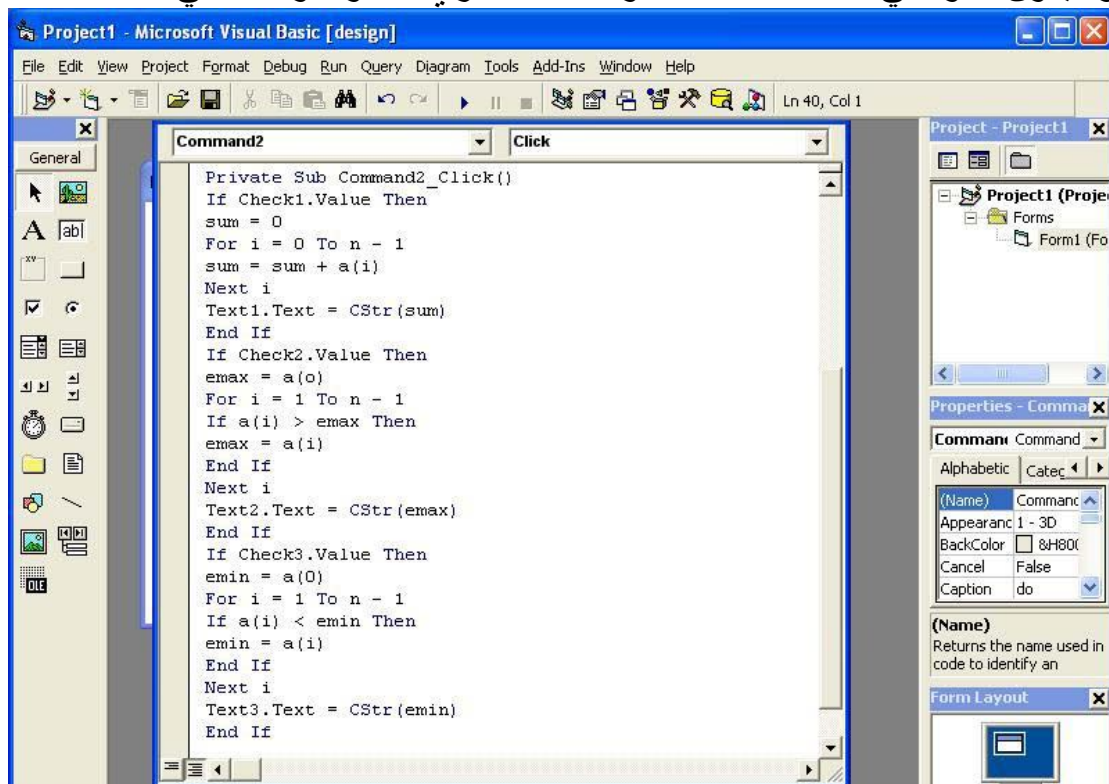 Project1 - Microsoft Visual Basic [design]
File Edit View Project Format Debug Run Query Diagram Tools Add-Ins Window Help
Ln 40, Col 1
General
Command2
Click
Private Sub Command2_Click()
If Check1.Value Then
sum = 0
For i = 0 To n - 1
sum = sum + a(i)
Next i
Text1.Text = CStr(sum)
End If
If Check2.Value Then
emax = a(o)
For i = 1 To n - 1
If a(i) > emax Then
emax = a(i)
End If
Next i
Text2.Text = CStr(emax)
End If
If Check3.Value Then
emin = a(0)
For i = 1 To n - 1
If a(i) < emin Then
emin = a(i)
End If
Next i
Text3.Text = CStr(emin)
End If
A
ab|
XY
OLE
Project - Project1
Project1 (Proje
Forms
Form1 (Fo
Properties - Comma
Comman Command
Alphabetic Categ
(Name) Commanc
Appearanc 1 - 3D
BackColor &H800
Cancel False
Caption do
(Name)
Returns the name used in
code to identify an
Form Layout